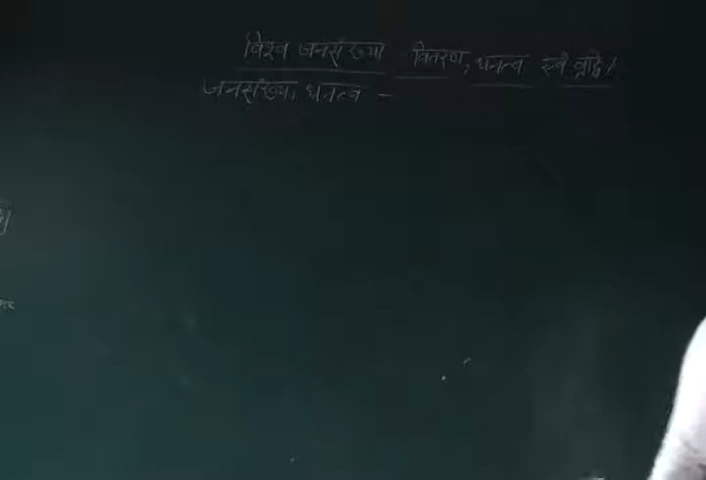 विश्व जनसंख्या वितरण, घनत्व एवं वृद्धि।
जनसंख्या घनत्व -